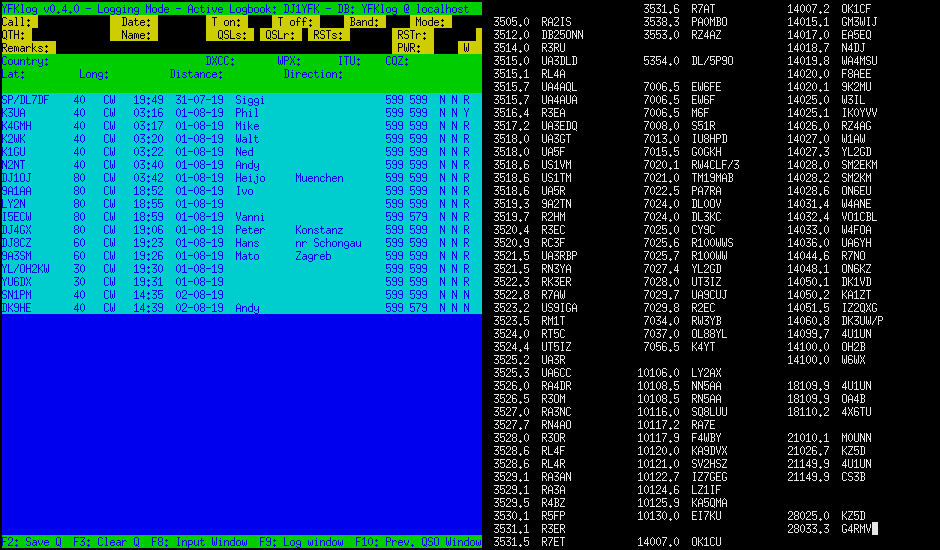 YFKlog v0.4.0 - Logging Mode - Active Logbook: DJ1YFK - DB: YFKlog @ localhost
Call: Date: T on: T off: Band: Mode:
QTH: Name: QSLs: QSLr: RSTs: RSTr:
Remarks: PWR: W
Country: DXCC: WPX: ITU: CQZ:
Lat: Long: Distance: Direction:
SP/DL7DF 40 CW 19:49 31-07-19 Siggi 599 599 N N R
K3UA 40 CW 03:16 01-08-19 Phil 599 599 N N Y
K4GMH 40 CW 03:17 01-08-19 Mike 599 599 N N R
K2WK 40 CW 03:20 01-08-19 Walt 599 599 N N R
K1GU 40 CW 03:22 01-08-19 Ned 599 599 N N R
N2NT 40 CW 03:40 01-08-19 Andy 599 599 N N R
DJ1OJ 80 CW 03:42 01-08-19 Heijo Muenchen 599 599 N N R
9A1AA 80 CW 18:52 01-08-19 Ivo 599 599 N N R
LY2N 80 CW 18:55 01-08-19 599 599 N N R
I5ECW 80 CW 18:59 01-08-19 Vanni 599 579 N N R
DJ4GX 80 CW 19:06 01-08-19 Peter Konstanz 599 599 N N R
DJ8CZ 60 CW 19:23 01-08-19 Hans nr Schongau 599 599 N N R
9A3SM 60 CW 19:26 01-08-19 Mato Zagreb 599 599 N N R
YL/OH2KW 30 CW 19:30 01-08-19 599 599 N N R
YU6DX 30 CW 19:31 01-08-19 599 599 N N N
SN1PM 40 CW 14:35 02-08-19 599 599 N N N
DK9HE 40 CW 14:39 02-08-19 Andy 599 579 N N N
F2: Save Q F3: Clear Q F8: Input Window F9: Log window F10: Prev. QSO Window
3531.6 R7AT 14007.2 OK1CF
3505.0 RA2IS 3538.3 PA0MBO 14015.1 GM3WIJ
3512.0 DB25ONN 3553.0 RZ4AZ 14017.0 EA5EQ
3514.0 R3RU 14018.7 N4DJ
3515.0 UA3DLD 5354.0 DL/5P9O 14019.8 WA4MSU
3515.1 RL4A 14020.0 F8AEE
3515.7 UA4AQL 7006.5 EW6FE 14020.1 9K2MU
3515.7 UA4AUA 7006.5 EW6F 14025.0 W3IL
3516.4 R3EA 7006.5 M6F 14025.1 IK0YVV
3517.2 UA3EDQ 7008.0 S51R 14026.0 RZ4AG
3518.0 UA3GT 7013.0 IU8HPD 14027.0 W1AW
3518.0 UA5F 7015.5 G0GKH 14027.3 YL2GD
3518.6 US1VM 7020.1 RW4CLF/3 14028.0 SM2EKM
3518.6 US1TM 7021.0 TM19MAB 14028.2 SM2KM
3518.6 UA5R 7022.5 PA7RA 14028.6 ON6EU
3519.3 9A2TN 7024.0 DL0OV 14031.4 W4ANE
3519.7 R2HM 7024.0 DL3KC 14032.4 VO1CBL
3520.4 R3EC 7025.0 CY9C 14033.0 W4FOA
3520.9 RC3F 7025.6 R100WWS 14036.0 UA6YH
3521.5 UA3RBP 7025.7 R100WW 14044.6 R7NO
3521.5 RN3YA 7027.4 YL2GD 14048.1 ON6KZ
3522.3 RK3ER 7028.0 UT3IZ 14050.1 DK1VD
3522.8 R7AW 7029.7 UA9CUJ 14050.2 KA1ZT
3523.2 US9IGA 7029.8 R2EC 14051.5 IZ2QXG
3523.5 RM1T 7034.0 RW3YB 14060.8 DK3UW/P
3524.0 RT5C 7037.0 OL88YL 14099.7 4U1UN
3524.4 UT5IZ 7056.5 K4YT 14100.0 OH2B
3525.2 UA3R 14100.0 W6WX
3525.3 UA6CC 10106.0 LY2AX
3526.0 RA4DR 10108.5 NN5AA 18109.9 4U1UN
3526.5 R3OM 10108.5 RN5AA 18109.9 OA4B
3527.0 RA3NC 10116.0 SQ8LUU 18110.2 4X6TU
3527.7 RN4AO 10117.2 RA7E
3528.0 R3OR 10117.9 F4WBY 21010.1 M0UNN
3528.6 RL4F 10120.0 KA9DVX 21026.7 KZ5D
3528.6 RL4R 10121.0 SV2HSZ 21149.9 4U1UN
3529.1 RA3AN 10122.7 IZ7GEG 21149.9 CS3B
3529.1 RA3A 10124.6 LZ1IF
3529.5 R4BZ 10125.9 KA5QMA
3530.1 R5FP 10130.0 EI7KU 28025.0 KZ5D
3531.1 R3ER 28033.3 G4RMV
3531.5 R7ET 14007.0 OK1CU